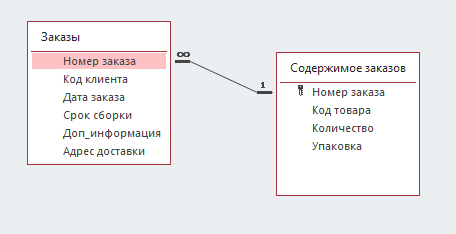 Заказы
Номер заказа
Код клиента
Дата заказа
Срок сборки
Доп_информация
Адрес доставки
∞
1
Содержимое заказов
Номер заказа
Код товара
Количество
Упаковка